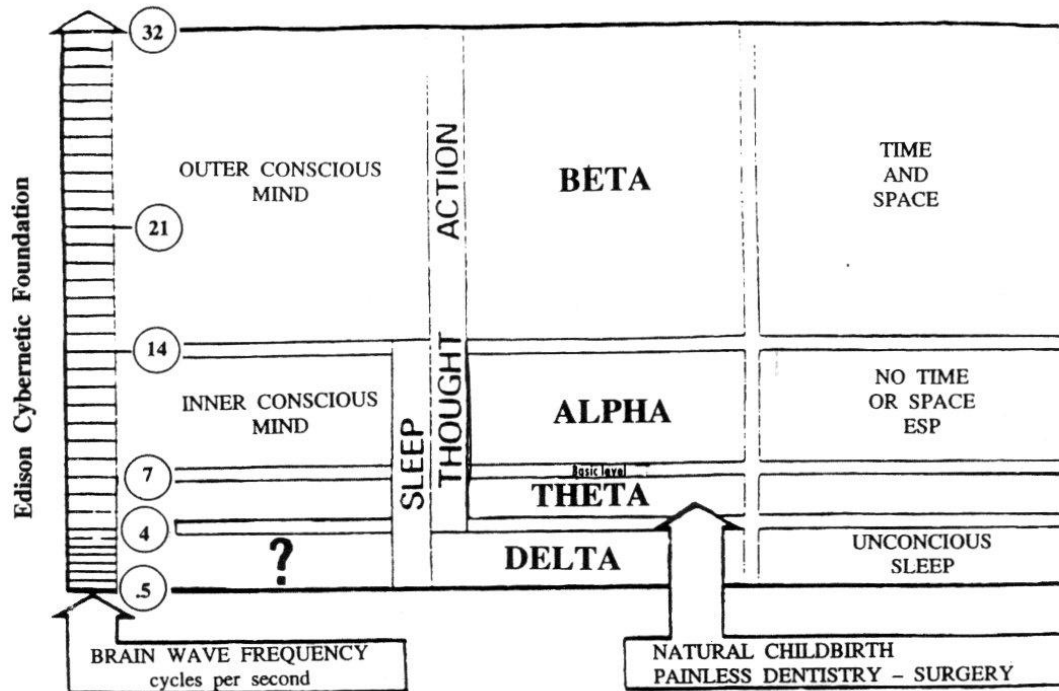 Edison Cybernetic Foundation
32
21
14
7
4
.5
OUTER CONSCIOUS
MIND
ACTION
BETA
TIME
AND
SPACE
INNER CONSCIOUS
MIND
SLEEP
THOUGHT
ALPHA
NO TIME
OR SPACE
ESP
Basic level
THETA
?
DELTA
UNCONCIOUS
SLEEP
BRAIN WAVE FREQUENCY
cycles per second
NATURAL CHILDBIRTH
PAINLESS DENTISTRY – SURGERY